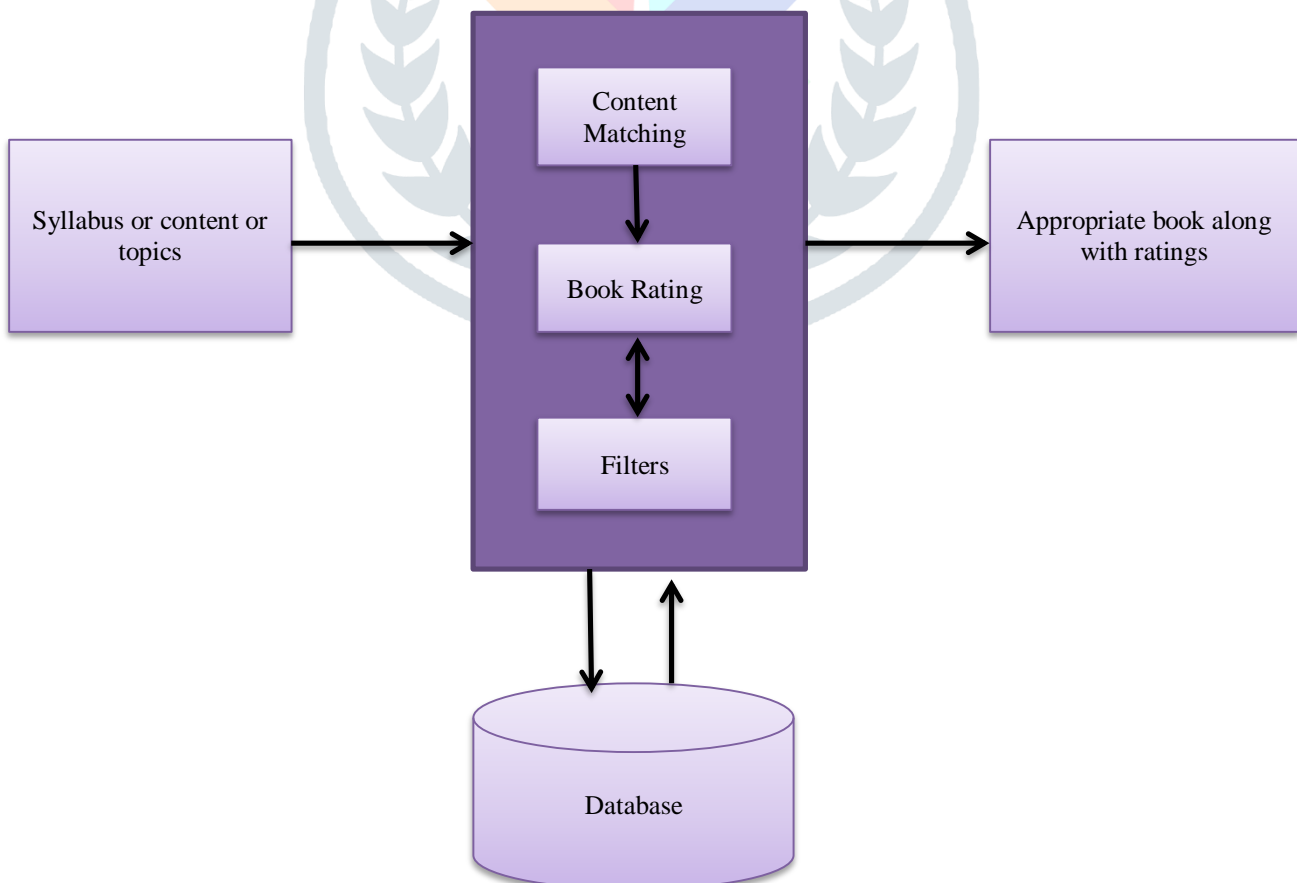 Content
Matching
Syllabus or content or
topics
Appropriate book along
with ratings
Book Rating
Filters
Database